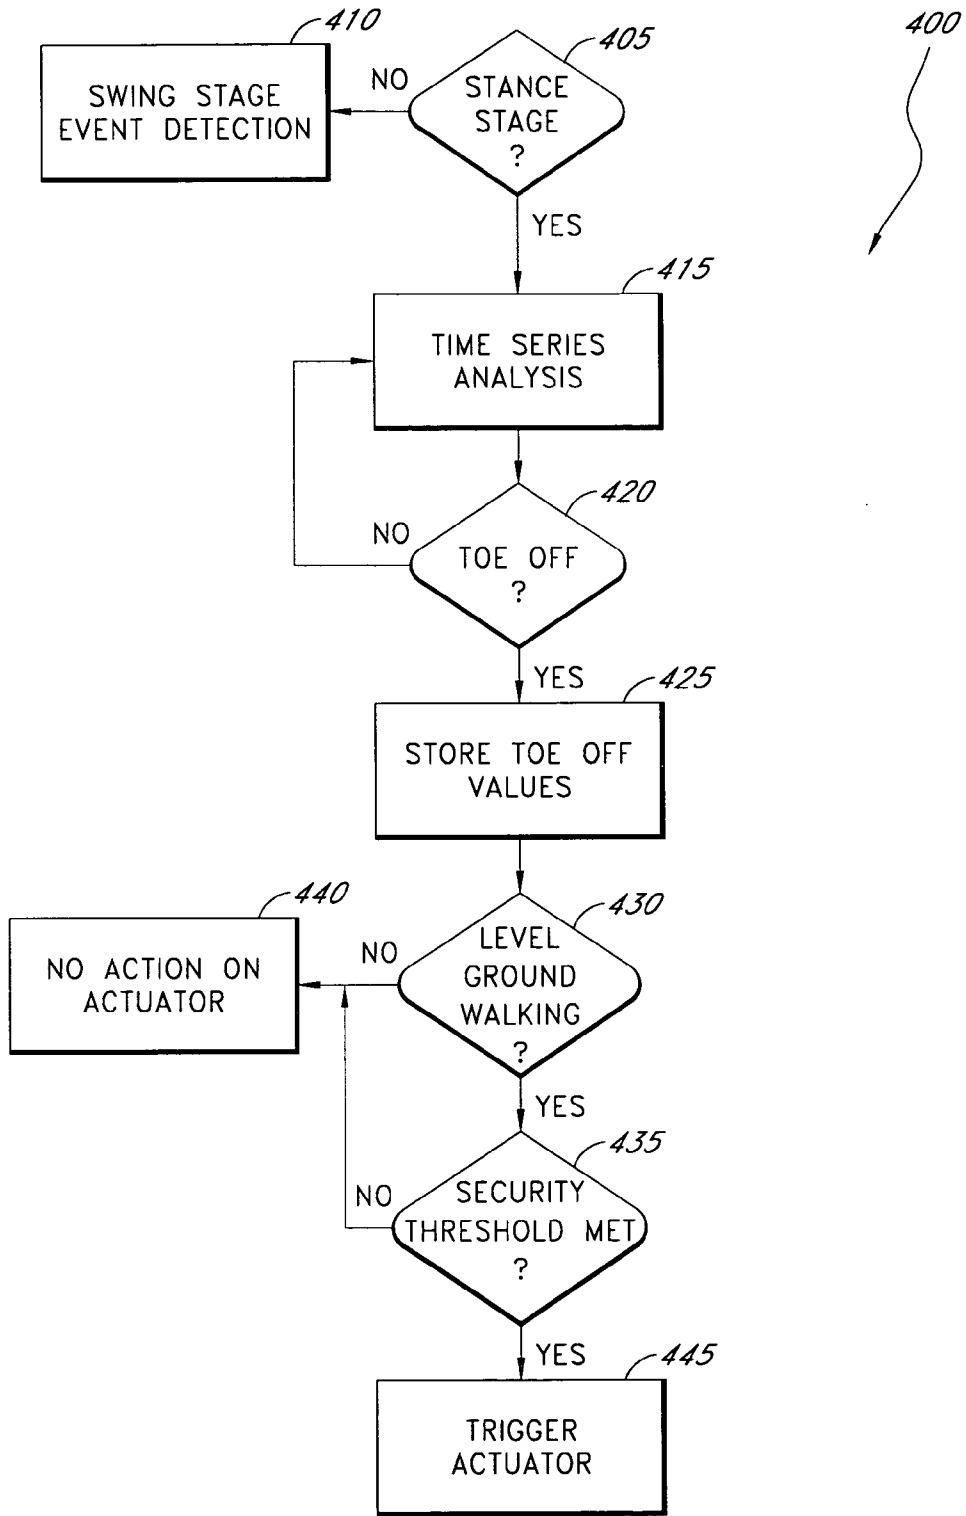 410
405
400
SWING STAGE
EVENT DETECTION
NO
STANCE
STAGE
?
YES
415
TIME SERIES
ANALYSIS
420
NO
TOE OFF
?
YES
425
STORE TOE OFF
VALUES
440
430
NO ACTION ON
ACTUATOR
NO
LEVEL
GROUND
WALKING
?
YES
435
NO
SECURITY
THRESHOLD MET
?
YES
445
TRIGGER
ACTUATOR